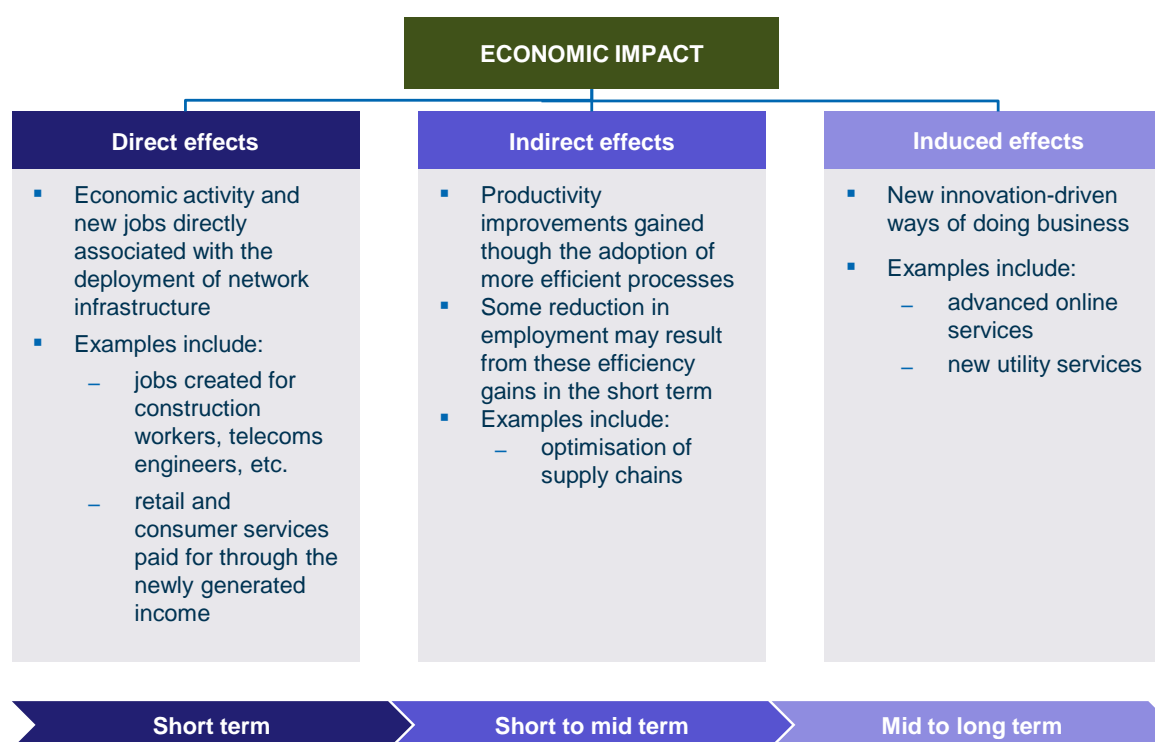 ECONOMIC IMPACT
Direct effects
▪ Economic activity and
new jobs directly
associated with the
deployment of network
infrastructure
▪ Examples include:
– jobs created for
construction
workers, telecoms
engineers, etc.
– retail and
consumer services
paid for through the
newly generated
income
Indirect effects
▪ Productivity
improvements gained
though the adoption of
more efficient processes
▪ Some reduction in
employment may result
from these efficiency
gains in the short term
▪ Examples include:
– optimisation of
supply chains
Induced effects
▪ New innovation-driven
ways of doing business
▪ Examples include:
– advanced online
services
– new utility services
Short term
Short to mid term
Mid to long term